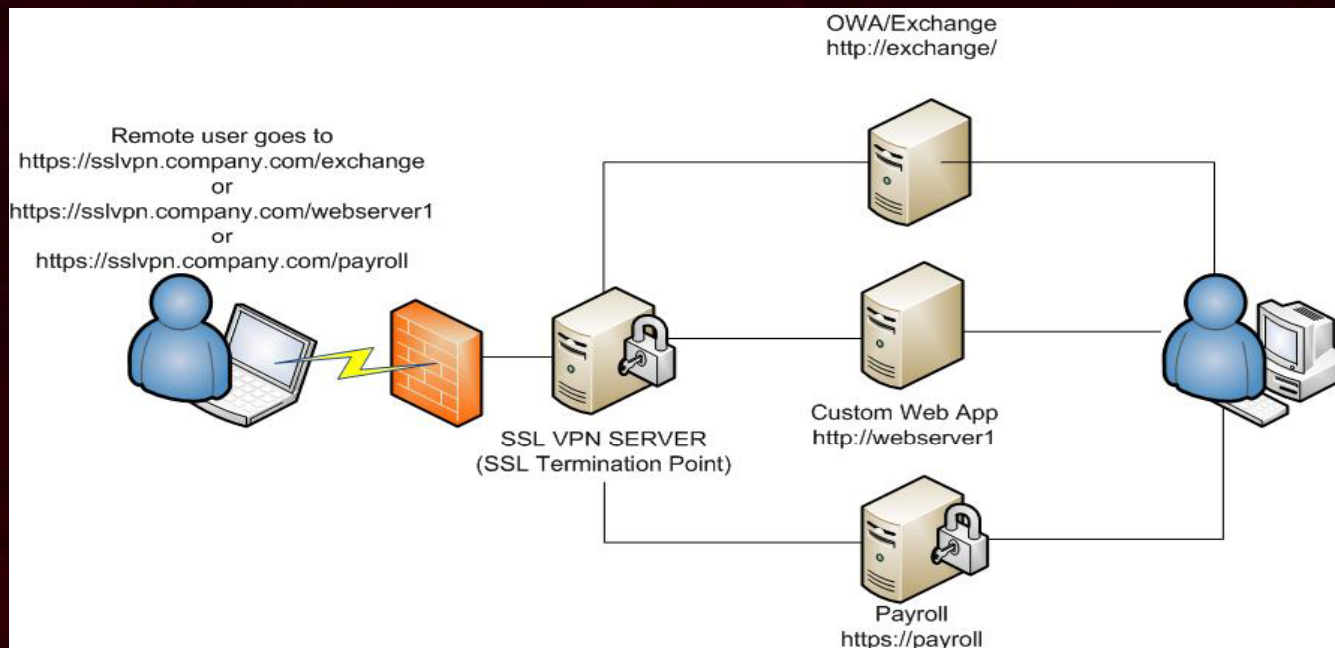 OWA/Exchange
http://exchange/
Remote user goes to
https://sslvpn.company.com/exchange
or
https://sslvpn.company.com/webserver1
or
https://sslvpn.company.com/payroll
SSL VPN SERVER
(SSL Termination Point)
Custom Web App
http://webserver1
Payroll
https://payroll